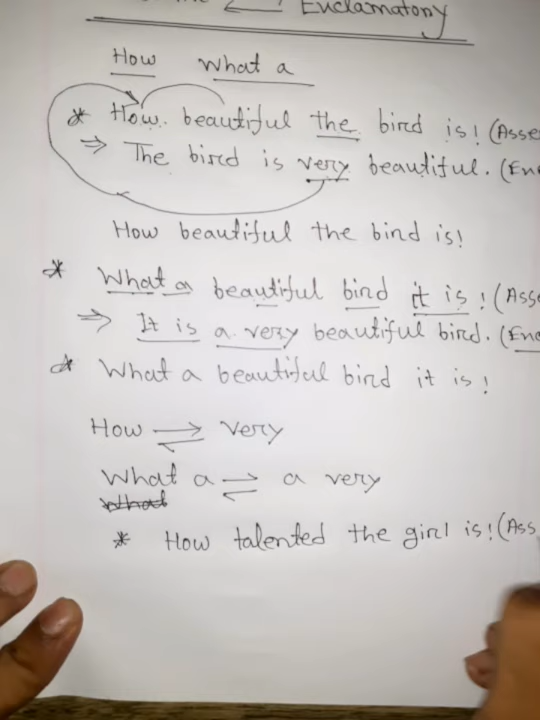 ⇄ Exclamatory
How What a
* How beautiful the bird is! (Asse
⇒ The bird is very beautiful. (En
How beautiful the bird is!
* What a beautiful bird it is! (Ass
⇒ It is a very beautiful bird. (En
* What a beautiful bird it is!
How ⇄ very
What a ⇄ a very
* How talented the girl is! (Ass